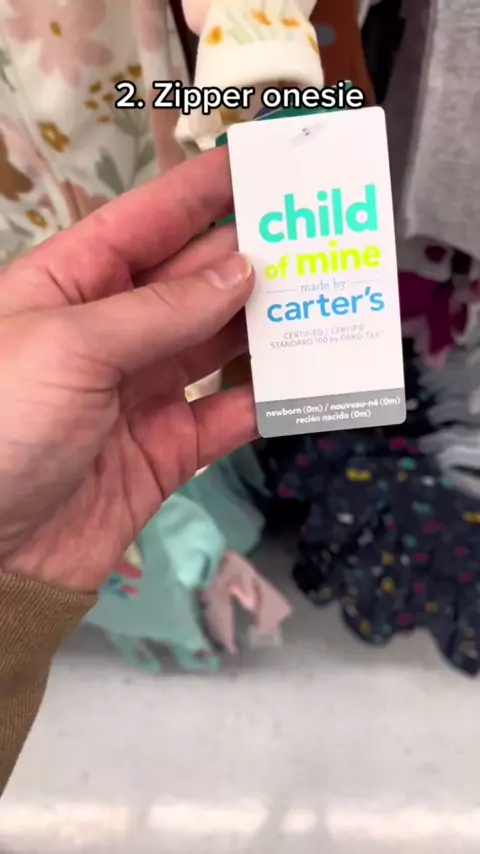 2. Zipper onesie
child
of mine
made by
carter's
CERTIFIED / CERTIFIÉ
STANDARD 100 by OEKO-TEX®
newborn (0m) / nouveau-né (0m)
recién nacido (0m)